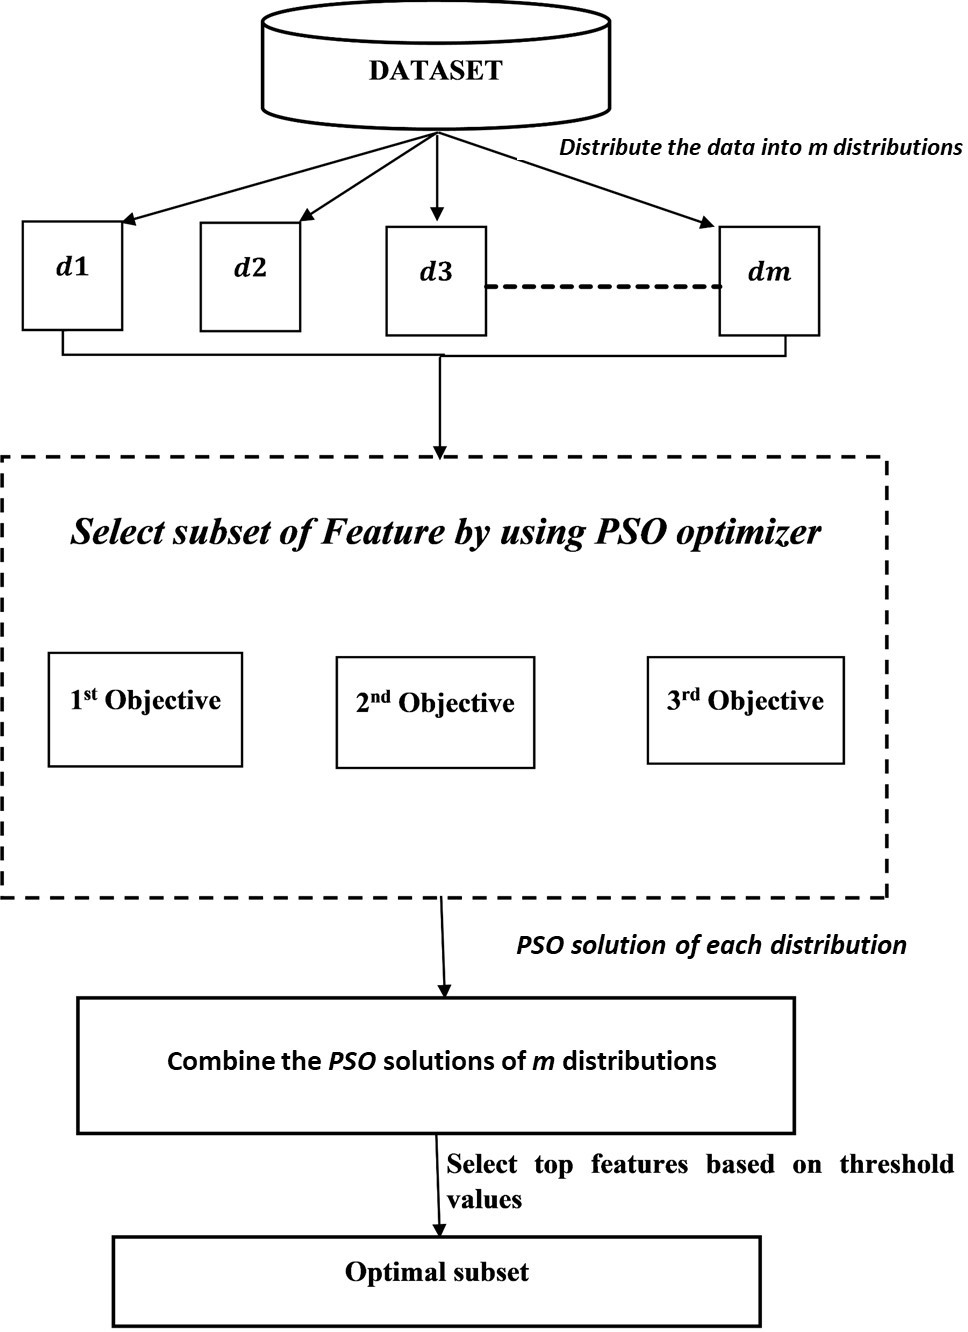 DATASET
Distribute the data into m distributions
d1
d2
d3
dm
Select subset of Feature by using PSO optimizer
1st Objective
2nd Objective
3rd Objective
PSO solution of each distribution
Combine the PSO solutions of m distributions
Select top features based on threshold
values
Optimal subset